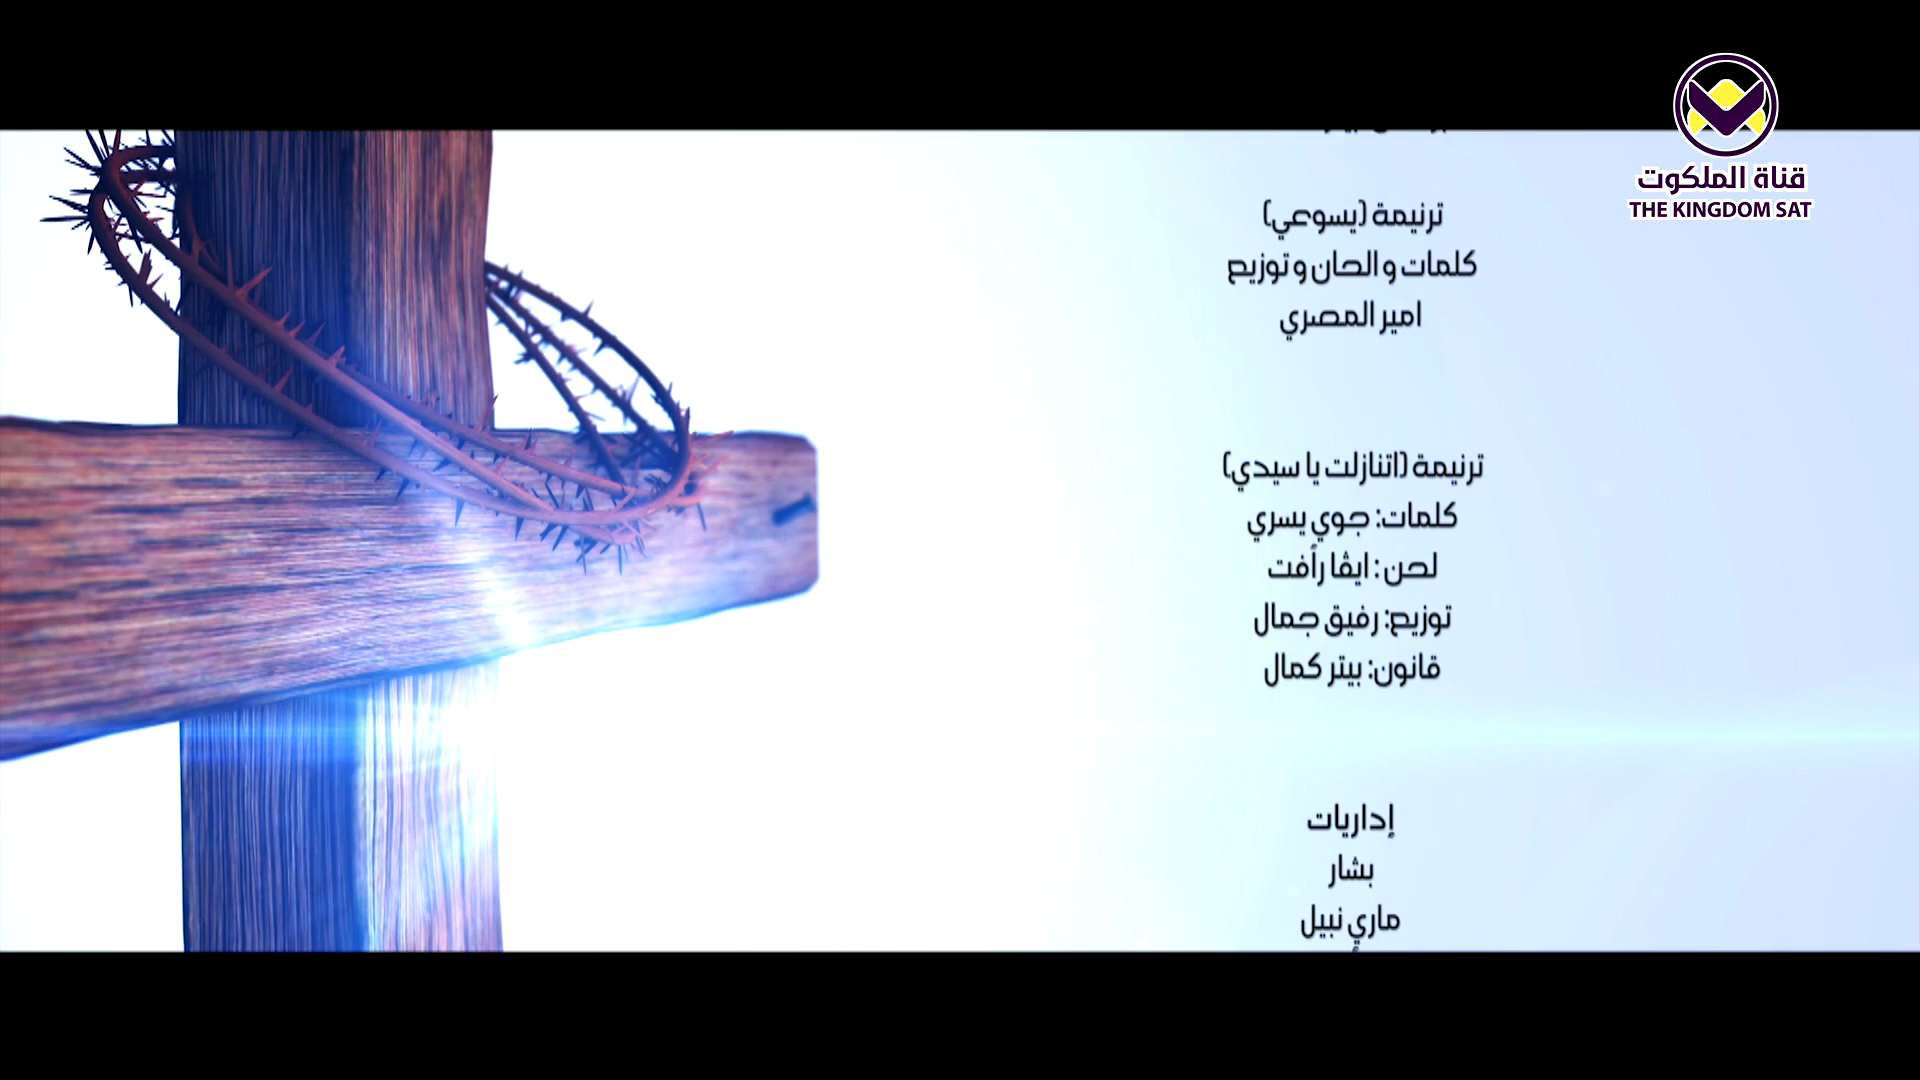 قناة الملكوت
THE KINGDOM SAT
ترنيمة (يسوعي)
كلمات و الحان و توزيع
امير المصري
ترنيمة (اتنازلت يا سيدي)
كلمات: جوي يسري
لحن : ايڤا رأفت
توزيع: رفيق جمال
قانون: بيتر كمال
إداريات
بشار
ماري نبيل